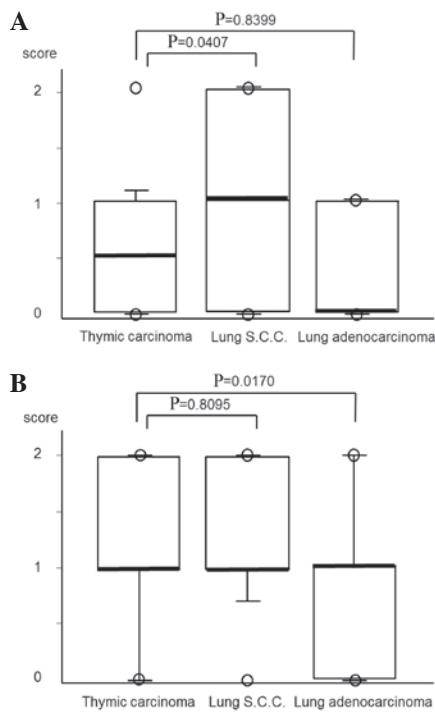 A
P=0.8399
P=0.0407
score
2
1
0
Thymic carcinoma Lung S.C.C. Lung adenocarcinoma
B
P=0.0170
P=0.8095
score
2
1
0
Thymic carcinoma Lung S.C.C. Lung adenocarcinoma